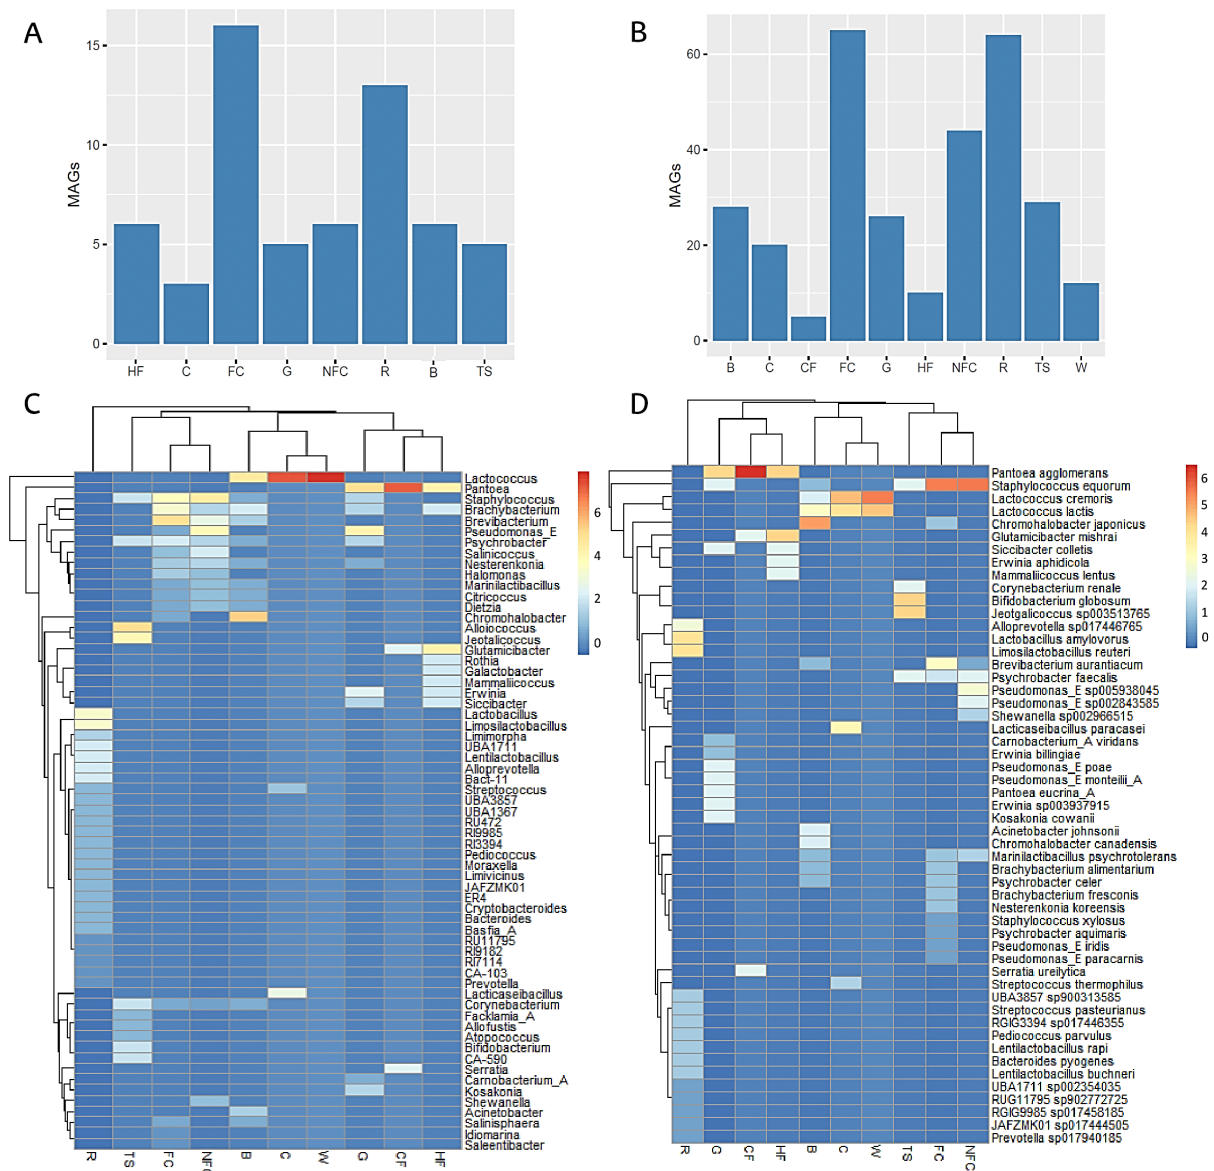 A
MAGs
15
10
5
0
HF C FC G NFC R B TS
B
MAGs
60
40
20
0
B C CF FC G HF NFC R TS W
C
Lactococcus
Pantoea
Staphylococcus
Brachybacterium
Brevibacterium
Pseudomonas_E
Psychrobacter
Salinicoccus
Nesterenkonia
Halomonas
Marinilactibacillus
Citricoccus
Dietzia
Chromohalobacter
Alloiococcus
Jeotgalicoccus
Glutamicibacter
Rothia
Galactobacter
Mammaliicoccus
Erwinia
Siccibacter
Lactobacillus
Limosilactobacillus
Limimorpha
UBA1711
Lentilactobacillus
Alloprevotella
Bact-11
Streptococcus
UBA3857
UBA1367
RU472
RI9985
RI3394
Pediococcus
Moraxella
Limivicinus
JAFZMK01
ER4
Cryptobacteroides
Bacteroides
Basfia_A
RU11795
RI9182
RI7114
CA-103
Prevotella
Lacticaseibacillus
Corynebacterium
Facklamia_A
Allofustis
Atopococcus
Bifidobacterium
CA-590
Serratia
Carnobacterium_A
Kosakonia
Shewanella
Acinetobacter
Salinisphaera
Idiomarina
Saleentibacter
R TS FC NFC B C W G CF HF
6
4
2
0
D
Pantoea agglomerans
Staphylococcus equorum
Lactococcus cremoris
Lactococcus lactis
Chromohalobacter japonicus
Glutamicibacter mishrai
Siccibacter colletis
Erwinia aphidicola
Mammaliicoccus lentus
Corynebacterium renale
Bifidobacterium globosum
Jeotgalicoccus sp003513765
Alloprevotella sp017446765
Lactobacillus amylovorus
Limosilactobacillus reuteri
Brevibacterium aurantiacum
Psychrobacter faecalis
Pseudomonas_E sp005938045
Pseudomonas_E sp002843585
Shewanella sp002966515
Lacticaseibacillus paracasei
Carnobacterium_A viridans
Erwinia billingiae
Pseudomonas_E poae
Pseudomonas_E monteilii_A
Pantoea eucrina_A
Erwinia sp003937915
Kosakonia cowanii
Acinetobacter johnsonii
Chromohalobacter canadensis
Marinilactibacillus psychrotolerans
Brachybacterium alimentarium
Psychrobacter celer
Brachybacterium fresconis
Nesterenkonia koreensis
Staphylococcus xylosus
Psychrobacter aquimaris
Pseudomonas_E iridis
Pseudomonas_E paracarnis
Serratia ureilytica
Streptococcus thermophilus
UBA3857 sp900313585
Streptococcus pasteurianus
RGIG3394 sp017446355
Pediococcus parvulus
Lentilactobacillus rapi
Bacteroides pyogenes
Lentilactobacillus buchneri
UBA1711 sp002354035
RUG11795 sp902772725
RGIG9985 sp017458185
JAFZMK01 sp017444505
Prevotella sp017940185
R G CF HF B C W TS FC NFC
6
5
4
3
2
1
0